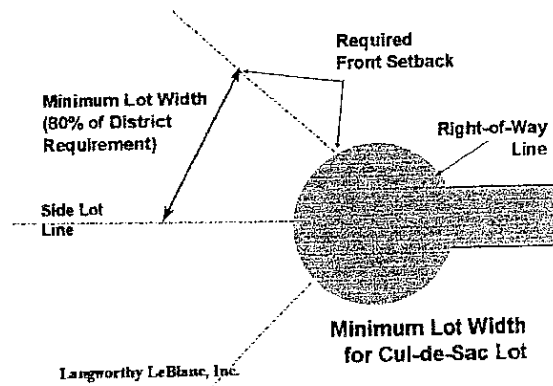 Required
Front Setback
Minimum Lot Width
(80% of District
Requirement)
Right-of-Way
Line
Side Lot
Line
Minimum Lot Width
for Cul-de-Sac Lot
Langworthy LeBlanc, Inc.